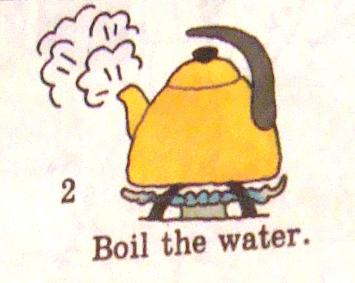 2
Boil the water.